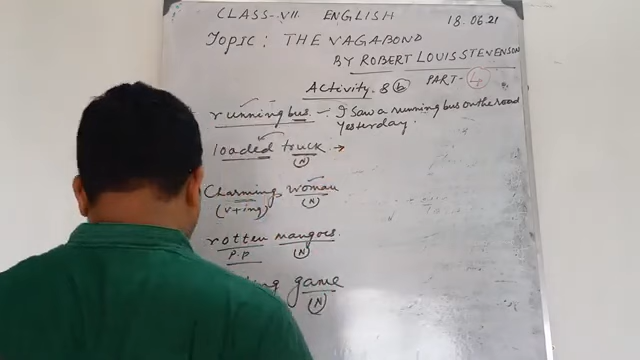 CLASS-VII ENGLISH 18.06.21
Topic: THE VAGABOND
BY ROBERT LOUIS STEVENSON
Activity. 8 (b) PART-4
running bus - I saw a running bus on the road
yesterday.
loaded truck →
(N)
Charming woman
(v+ing) (N)
rotten mangoes.
P.P (N)
game
(N)